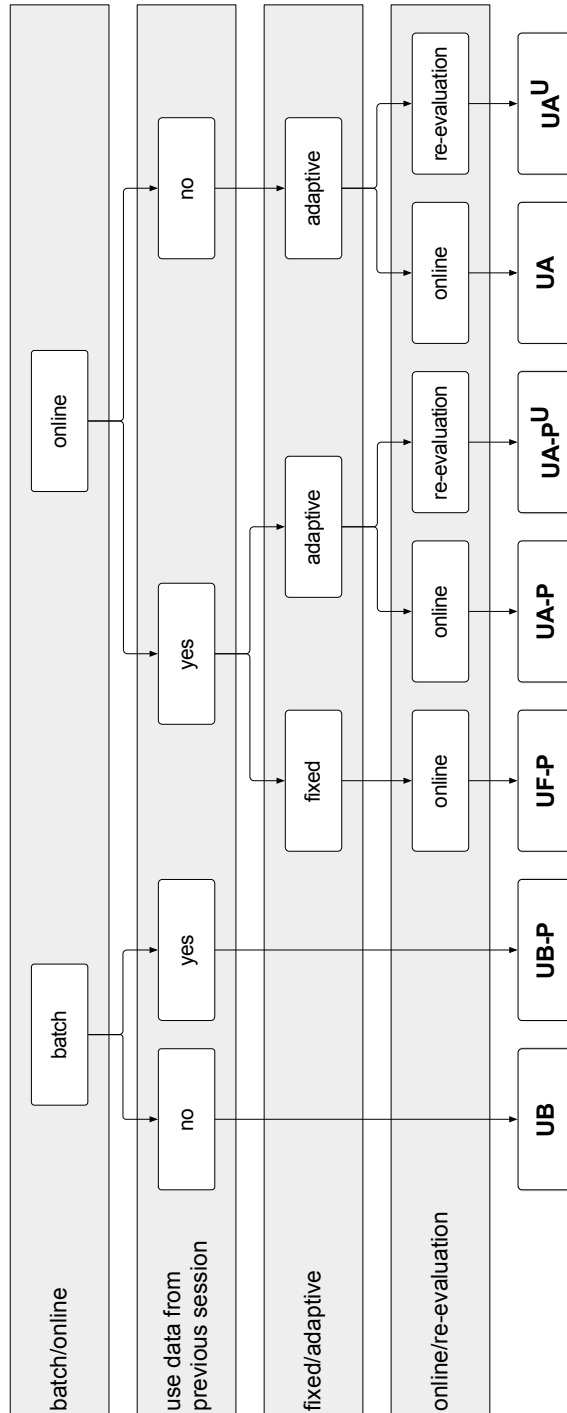 batch/online
batch
online
use data from
previous session
no
yes
yes
no
fixed/adaptive
fixed
adaptive
adaptive
online/re-evaluation
online
online
re-evaluation
online
re-evaluation
UB
UB-P
UF-P
UA-P
UA-Pᵁ
UA
UAᵁ